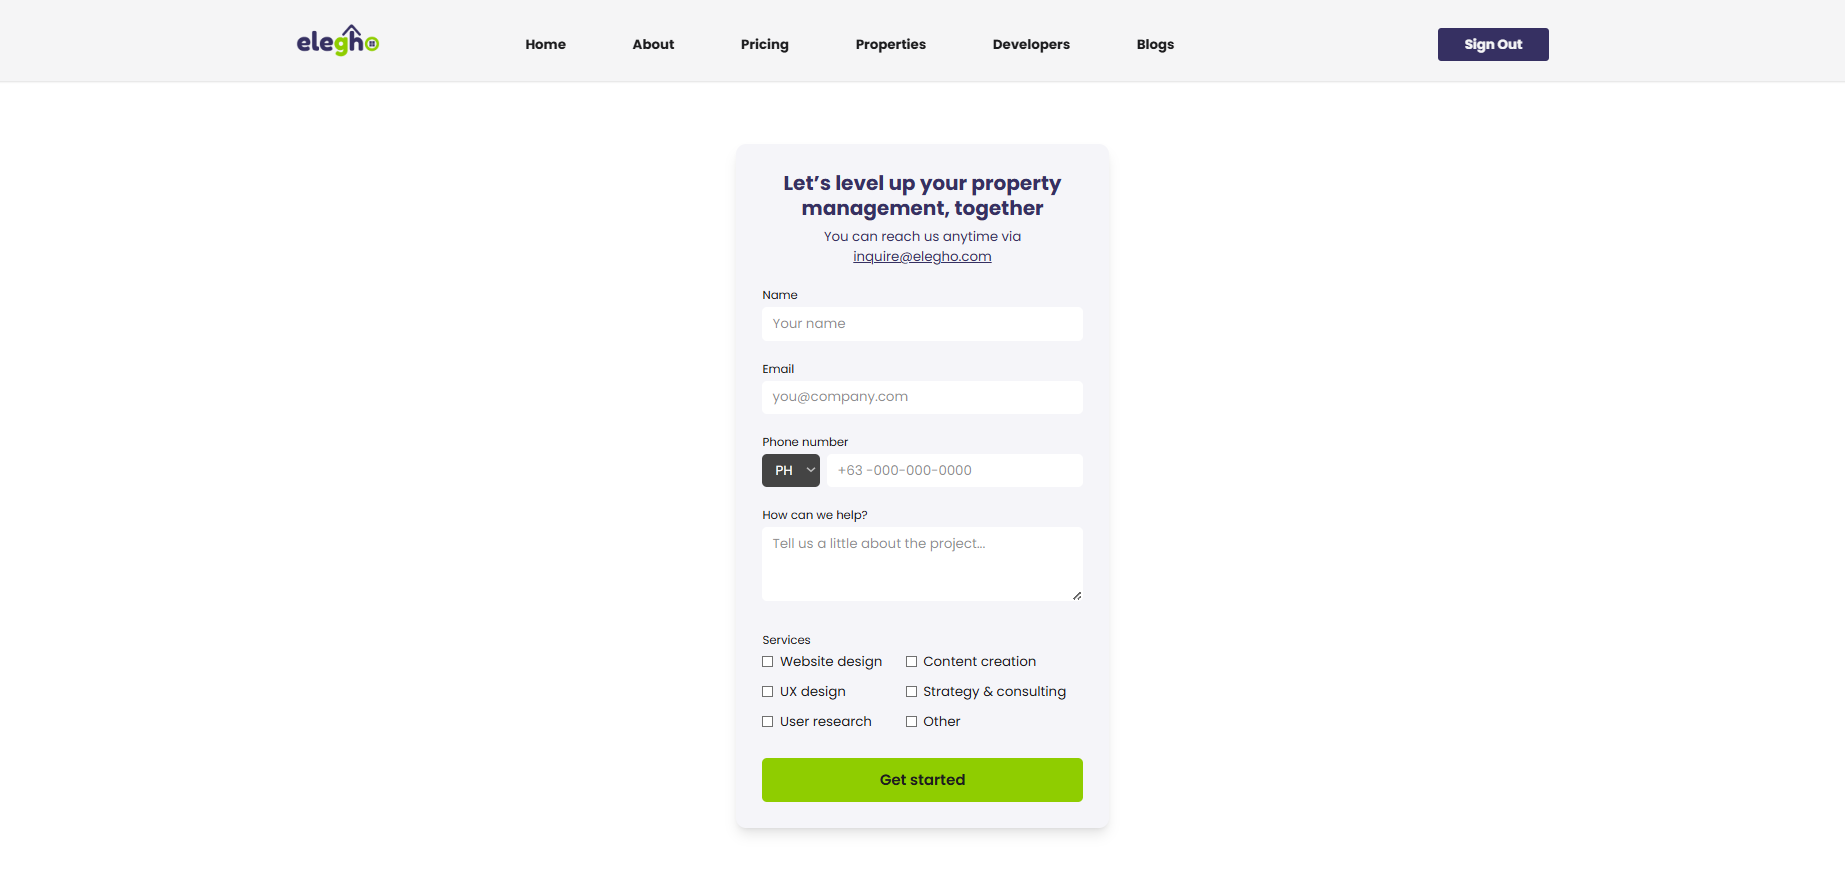 elegho
Home About Pricing Properties Developers Blogs Sign Out
Let’s level up your property
management, together
You can reach us anytime via
inquire@elegho.com
Name
Your name
Email
you@company.com
Phone number
PH +63 -000-000-0000
How can we help?
Tell us a little about the project...
Services
Website design Content creation
UX design Strategy & consulting
User research Other
Get started